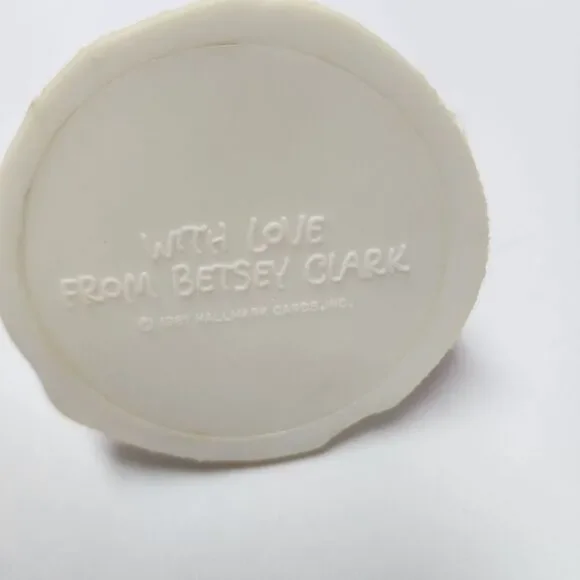 WITH LOVE
FROM BETSEY CLARK
© HALLMARK CARDS, INC.